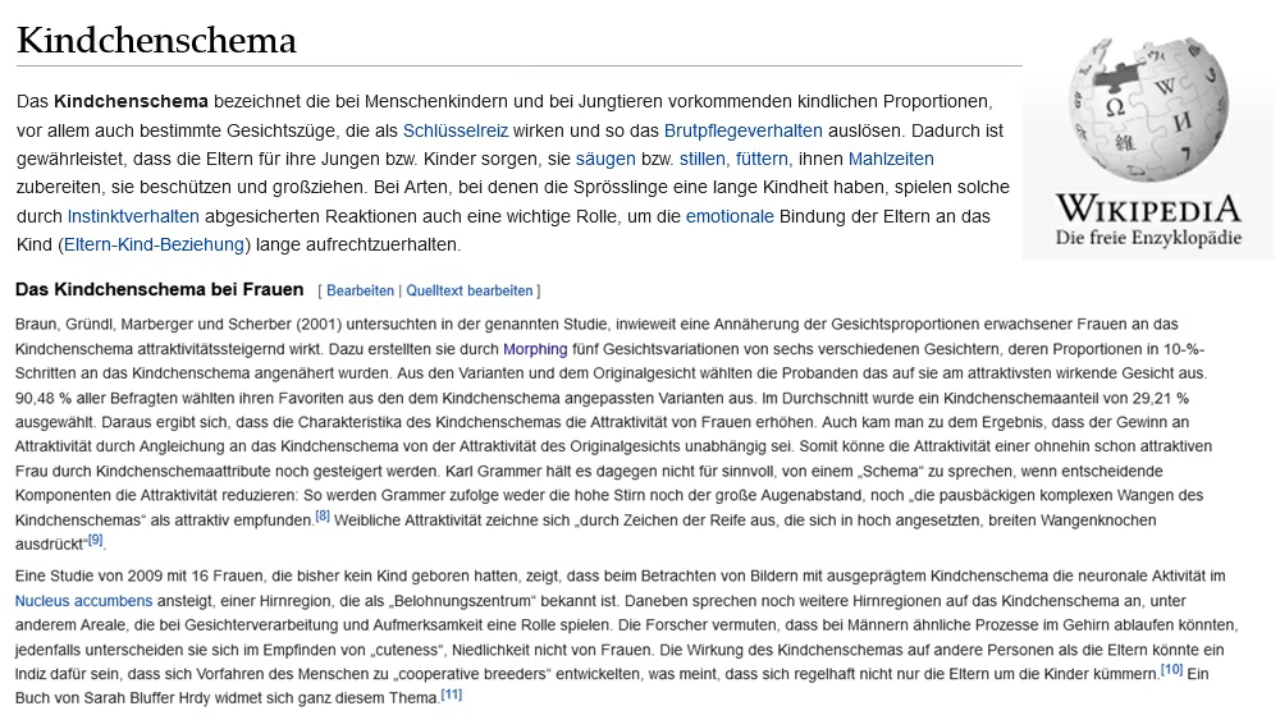 Kindchenschema
Das Kindchenschema bezeichnet die bei Menschenkindern und bei Jungtieren vorkommenden kindlichen Proportionen,
vor allem auch bestimmte Gesichtszüge, die als Schlüsselreiz wirken und so das Brutpflegeverhalten auslösen. Dadurch ist
gewährleistet, dass die Eltern für ihre Jungen bzw. Kinder sorgen, sie säugen bzw. stillen, füttern, ihnen Mahlzeiten
zubereiten, sie beschützen und großziehen. Bei Arten, bei denen die Sprösslinge eine lange Kindheit haben, spielen solche
durch Instinktverhalten abgesicherten Reaktionen auch eine wichtige Rolle, um die emotionale Bindung der Eltern an das
Kind (Eltern-Kind-Beziehung) lange aufrechtzuerhalten.
Ω W И 維
WIKIPEDIA
Die freie Enzyklopädie
Das Kindchenschema bei Frauen [ Bearbeiten | Quelltext bearbeiten ]
Braun, Gründl, Marberger und Scherber (2001) untersuchten in der genannten Studie, inwieweit eine Annäherung der Gesichtsproportionen erwachsener Frauen an das
Kindchenschema attraktivitätssteigernd wirkt. Dazu erstellten sie durch Morphing fünf Gesichtsvariationen von sechs verschiedenen Gesichtern, deren Proportionen in 10-%-
Schritten an das Kindchenschema angenähert wurden. Aus den Varianten und dem Originalgesicht wählten die Probanden das auf sie am attraktivsten wirkende Gesicht aus.
90,48 % aller Befragten wählten ihren Favoriten aus den dem Kindchenschema angepassten Varianten aus. Im Durchschnitt wurde ein Kindchenschemaanteil von 29,21 %
ausgewählt. Daraus ergibt sich, dass die Charakteristika des Kindchenschemas die Attraktivität von Frauen erhöhen. Auch kam man zu dem Ergebnis, dass der Gewinn an
Attraktivität durch Angleichung an das Kindchenschema von der Attraktivität des Originalgesichts unabhängig sei. Somit könne die Attraktivität einer ohnehin schon attraktiven
Frau durch Kindchenschemaattribute noch gesteigert werden. Karl Grammer hält es dagegen nicht für sinnvoll, von einem „Schema“ zu sprechen, wenn entscheidende
Komponenten die Attraktivität reduzieren: So werden Grammer zufolge weder die hohe Stirn noch der große Augenabstand, noch „die pausbäckigen komplexen Wangen des
Kindchenschemas“ als attraktiv empfunden.[8] Weibliche Attraktivität zeichne sich „durch Zeichen der Reife aus, die sich in hoch angesetzten, breiten Wangenknochen
ausdrückt“[9].
Eine Studie von 2009 mit 16 Frauen, die bisher kein Kind geboren hatten, zeigt, dass beim Betrachten von Bildern mit ausgeprägtem Kindchenschema die neuronale Aktivität im
Nucleus accumbens ansteigt, einer Hirnregion, die als „Belohnungszentrum“ bekannt ist. Daneben sprechen noch weitere Hirnregionen auf das Kindchenschema an, unter
anderem Areale, die bei Gesichterverarbeitung und Aufmerksamkeit eine Rolle spielen. Die Forscher vermuten, dass bei Männern ähnliche Prozesse im Gehirn ablaufen könnten,
jedenfalls unterscheiden sie sich im Empfinden von „cuteness“, Niedlichkeit nicht von Frauen. Die Wirkung des Kindchenschemas auf andere Personen als die Eltern könnte ein
Indiz dafür sein, dass sich Vorfahren des Menschen zu „cooperative breeders“ entwickelten, was meint, dass sich regelhaft nicht nur die Eltern um die Kinder kümmern.[10] Ein
Buch von Sarah Bluffer Hrdy widmet sich ganz diesem Thema.[11]